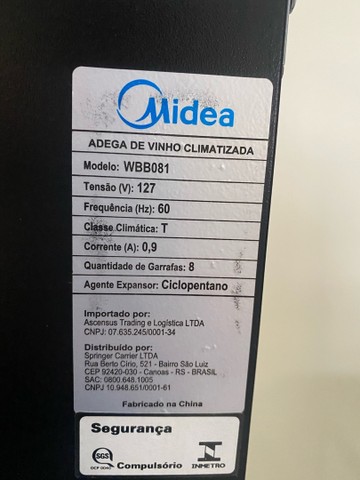 Midea
ADEGA DE VINHO CLIMATIZADA
Modelo: WBB081
Tensão (V): 127
Frequência (Hz): 60
Classe Climática: T
Corrente (A): 0,9
Quantidade de Garrafas: 8
Agente Expansor: Ciclopentano
Importado por:
Ascensus Trading e Logística LTDA
CNPJ: 07.635.245/0001-34
Distribuído por:
Springer Carrier LTDA
Rua Berto Círio, 521 - Bairro São Luiz
CEP 92420-030 - Canoas - RS - BRASIL
SAC: 0800.648.1005
CNPJ 10.948.651/0001-61
Fabricado na China
Segurança
SGS
OCP 0040
Compulsório
INMETRO